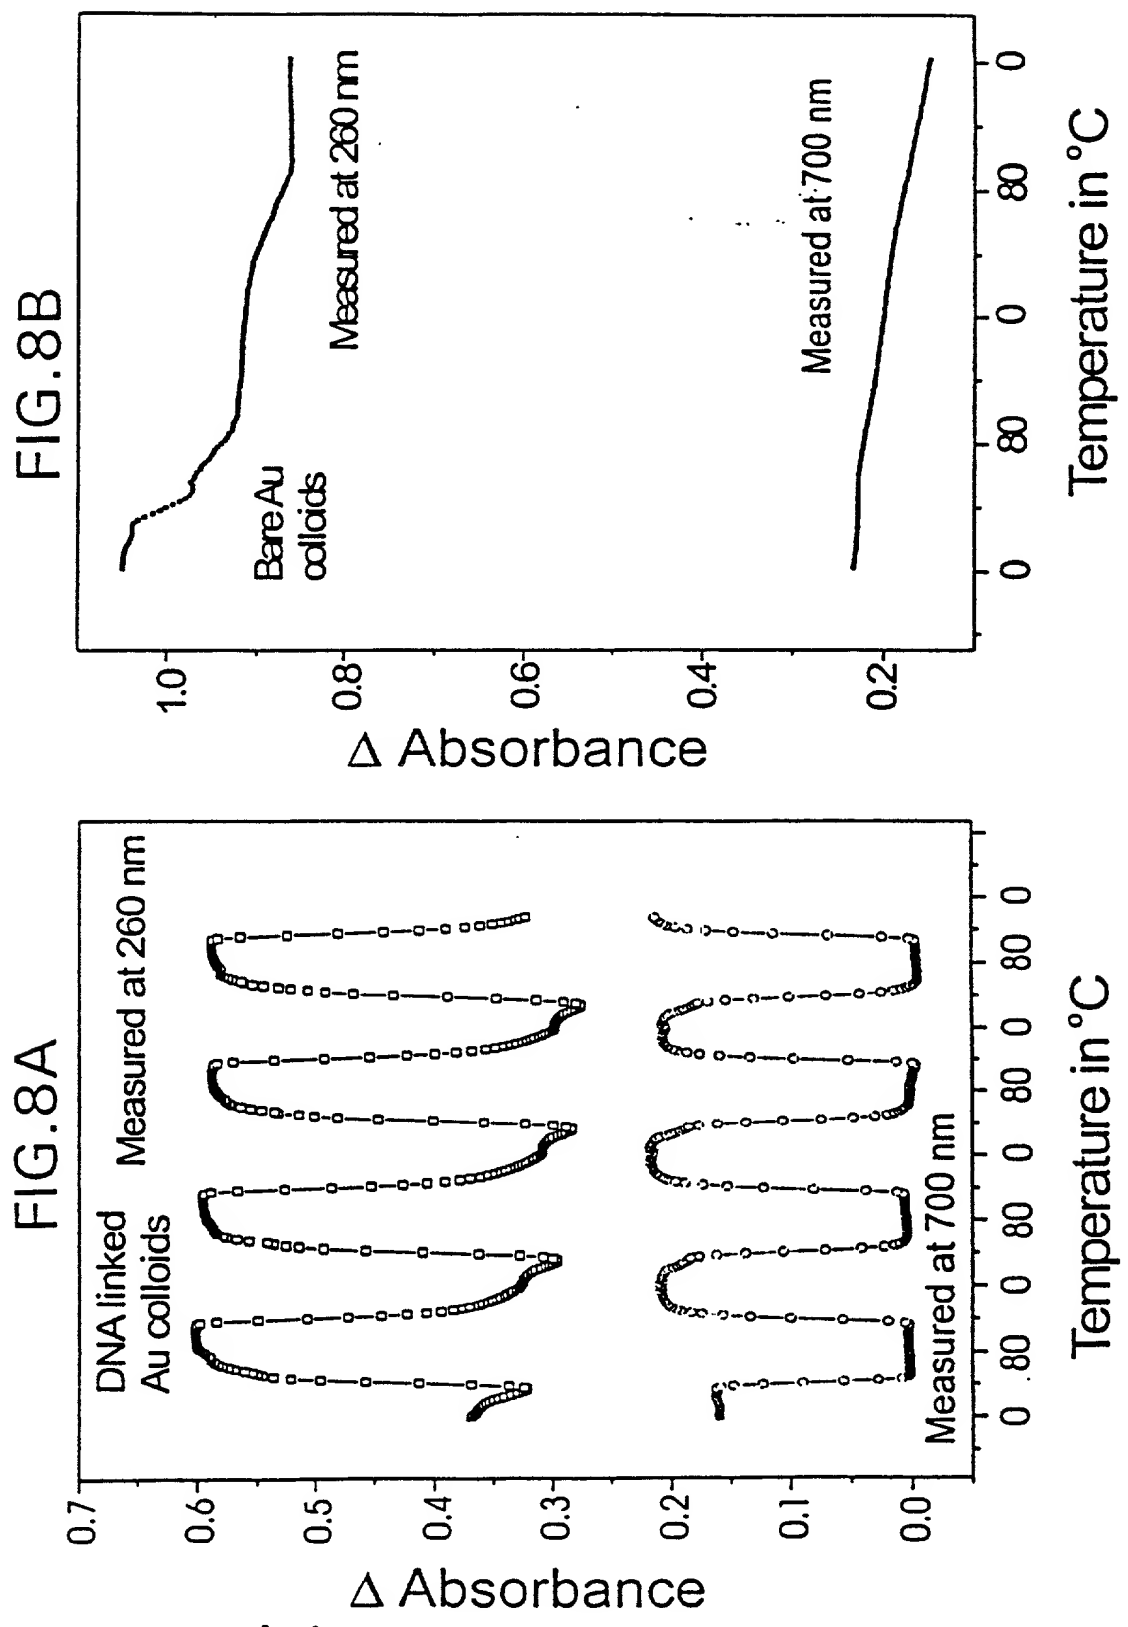 FIG.8A
DNA linked
Au colloids
Measured at 260 nm
Measured at 700 nm
Δ Absorbance
0.7
0.6
0.5
0.4
0.3
0.2
0.1
0.0
0 80 0 80 0 80 0 80 0
Temperature in °C
FIG.8B
Bare Au
colloids
Measured at 260 nm
Measured at 700 nm
Δ Absorbance
1.0
0.8
0.6
0.4
0.2
0 80 0 80 0
Temperature in °C